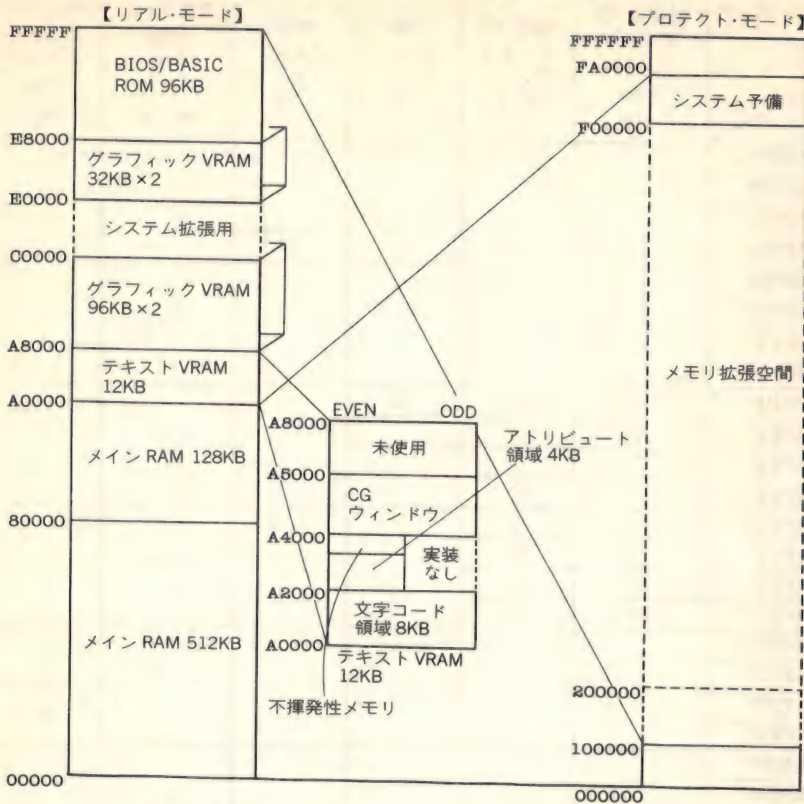 【リアル・モード】
FFFFF
BIOS/BASIC
ROM 96KB
E8000
グラフィック VRAM
32KB×2
E0000
システム拡張用
C0000
グラフィック VRAM
96KB×2
A8000
テキスト VRAM
12KB
A0000
メイン RAM 128KB
80000
メイン RAM 512KB
00000
EVEN ODD
A8000
未使用
A5000
CG
ウィンドウ
A4000
実装
なし
A2000
文字コード
領域 8KB
A0000
テキスト VRAM
12KB
不揮発性メモリ
アトリビュート
領域 4KB
【プロテクト・モード】
FFFFFF
FA0000
システム予備
F00000
メモリ拡張空間
200000
100000
000000